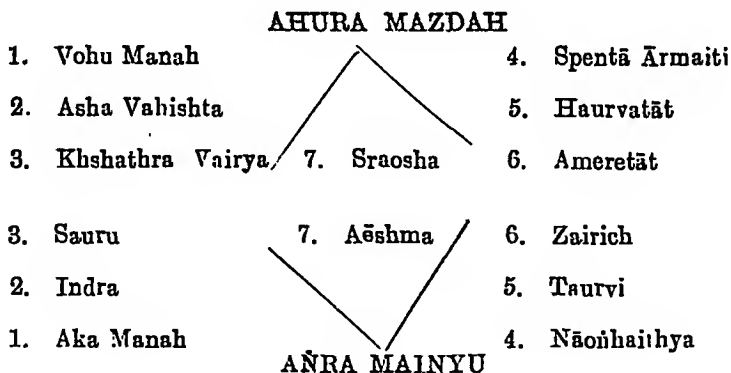 AHURA MAZDAH
1. Vohu Manah 4. Spentā Ārmaiti
2. Asha Vahishta 5. Haurvatāt
3. Khshathra Vairya 7. Sraosha 6. Ameretāt
3. Sauru 7. Aēshma 6. Zairich
2. Indra 5. Taurvi
1. Aka Manah 4. Nāoṅhaithya
AṄRA MAINYU